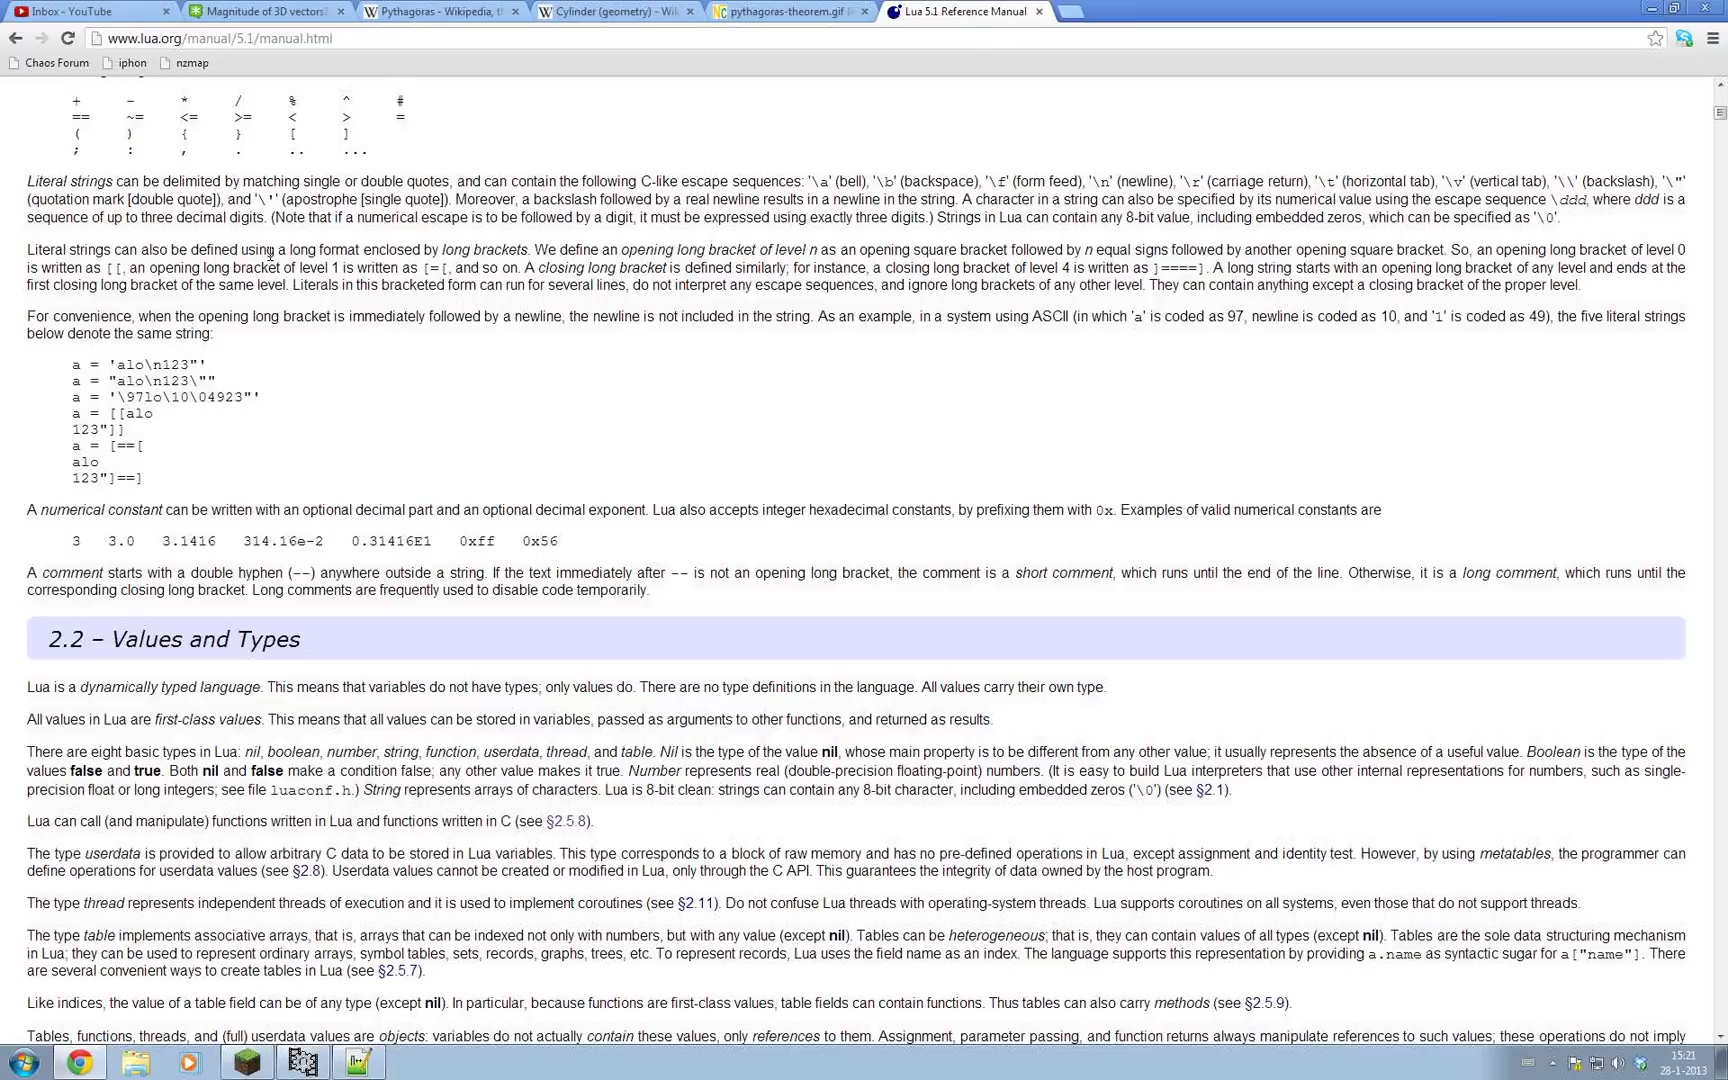 Inbox - YouTube
Magnitude of 3D vectors?
Pythagoras - Wikipedia, th
Cylinder (geometry) - Wik
pythagoras-theorem.gif (
Lua 5.1 Reference Manual
www.lua.org/manual/5.1/manual.html
Chaos Forum iphon nzmap
+ - * / % ^ #
== ~= <= >= < > =
( ) { } [ ]
; : , . .. ...
Literal strings can be delimited by matching single or double quotes, and can contain the following C-like escape sequences: '\a' (bell), '\b' (backspace), '\f' (form feed), '\n' (newline), '\r' (carriage return), '\t' (horizontal tab), '\v' (vertical tab), '\\' (backslash), '\"'
(quotation mark [double quote]), and '\'' (apostrophe [single quote]). Moreover, a backslash followed by a real newline results in a newline in the string. A character in a string can also be specified by its numerical value using the escape sequence \ddd, where ddd is a
sequence of up to three decimal digits. (Note that if a numerical escape is to be followed by a digit, it must be expressed using exactly three digits.) Strings in Lua can contain any 8-bit value, including embedded zeros, which can be specified as '\0'.
Literal strings can also be defined using a long format enclosed by long brackets. We define an opening long bracket of level n as an opening square bracket followed by n equal signs followed by another opening square bracket. So, an opening long bracket of level 0
is written as [[, an opening long bracket of level 1 is written as [=[, and so on. A closing long bracket is defined similarly; for instance, a closing long bracket of level 4 is written as ]====]. A long string starts with an opening long bracket of any level and ends at the
first closing long bracket of the same level. Literals in this bracketed form can run for several lines, do not interpret any escape sequences, and ignore long brackets of any other level. They can contain anything except a closing bracket of the proper level.
For convenience, when the opening long bracket is immediately followed by a newline, the newline is not included in the string. As an example, in a system using ASCII (in which 'a' is coded as 97, newline is coded as 10, and '1' is coded as 49), the five literal strings
below denote the same string:
a = 'alo\n123"'
a = "alo\n123\""
a = '\97lo\10\04923"'
a = [[alo
123"]]
a = [==[
alo
123"]==]
A numerical constant can be written with an optional decimal part and an optional decimal exponent. Lua also accepts integer hexadecimal constants, by prefixing them with 0x. Examples of valid numerical constants are
3 3.0 3.1416 314.16e-2 0.31416E1 0xff 0x56
A comment starts with a double hyphen (--) anywhere outside a string. If the text immediately after -- is not an opening long bracket, the comment is a short comment, which runs until the end of the line. Otherwise, it is a long comment, which runs until the
corresponding closing long bracket. Long comments are frequently used to disable code temporarily.
2.2 – Values and Types
Lua is a dynamically typed language. This means that variables do not have types; only values do. There are no type definitions in the language. All values carry their own type.
All values in Lua are first-class values. This means that all values can be stored in variables, passed as arguments to other functions, and returned as results.
There are eight basic types in Lua: nil, boolean, number, string, function, userdata, thread, and table. Nil is the type of the value nil, whose main property is to be different from any other value; it usually represents the absence of a useful value. Boolean is the type of the
values false and true. Both nil and false make a condition false; any other value makes it true. Number represents real (double-precision floating-point) numbers. (It is easy to build Lua interpreters that use other internal representations for numbers, such as single-
precision float or long integers; see file luaconf.h.) String represents arrays of characters. Lua is 8-bit clean: strings can contain any 8-bit character, including embedded zeros ('\0') (see §2.1).
Lua can call (and manipulate) functions written in Lua and functions written in C (see §2.5.8).
The type userdata is provided to allow arbitrary C data to be stored in Lua variables. This type corresponds to a block of raw memory and has no pre-defined operations in Lua, except assignment and identity test. However, by using metatables, the programmer can
define operations for userdata values (see §2.8). Userdata values cannot be created or modified in Lua, only through the C API. This guarantees the integrity of data owned by the host program.
The type thread represents independent threads of execution and it is used to implement coroutines (see §2.11). Do not confuse Lua threads with operating-system threads. Lua supports coroutines on all systems, even those that do not support threads.
The type table implements associative arrays, that is, arrays that can be indexed not only with numbers, but with any value (except nil). Tables can be heterogeneous; that is, they can contain values of all types (except nil). Tables are the sole data structuring mechanism
in Lua; they can be used to represent ordinary arrays, symbol tables, sets, records, graphs, trees, etc. To represent records, Lua uses the field name as an index. The language supports this representation by providing a.name as syntactic sugar for a["name"]. There
are several convenient ways to create tables in Lua (see §2.5.7).
Like indices, the value of a table field can be of any type (except nil). In particular, because functions are first-class values, table fields can contain functions. Thus tables can also carry methods (see §2.5.9).
Tables, functions, threads, and (full) userdata values are objects: variables do not actually contain these values, only references to them. Assignment, parameter passing, and function returns always manipulate references to such values; these operations do not imply
15:21
28-1-2013